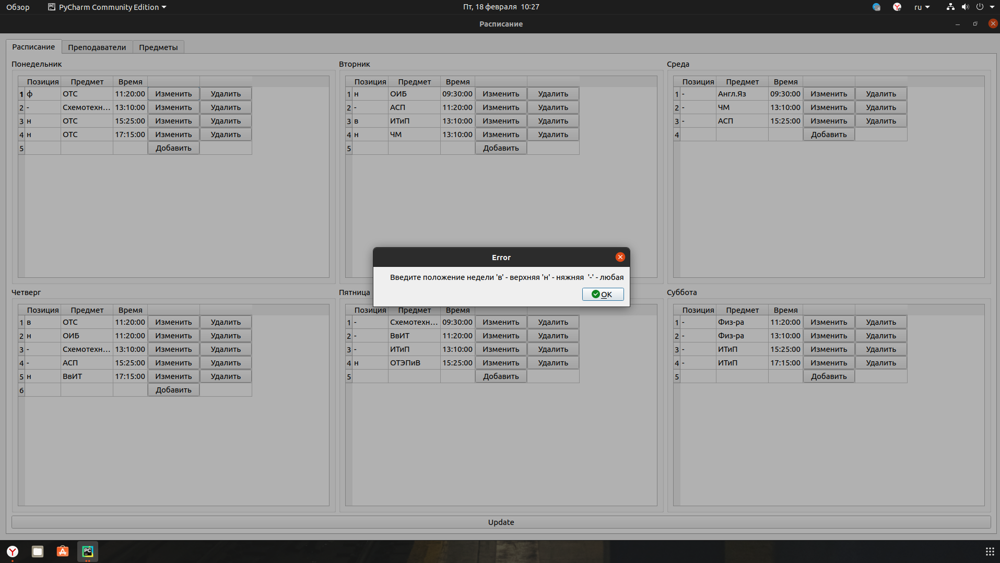 Обзор PyCharm Community Edition Пт, 18 февраля 10:27 ru
Расписание
Расписание Преподаватели Предметы
Понедельник
Позиция Предмет Время
1 ф ОТС 11:20:00 Изменить Удалить
2 - Схемотехн... 13:10:00 Изменить Удалить
3 н ОТС 15:25:00 Изменить Удалить
4 н ОТС 17:15:00 Изменить Удалить
5 Добавить
Вторник
Позиция Предмет Время
1 н ОИБ 09:30:00 Изменить Удалить
2 - АСП 11:20:00 Изменить Удалить
3 в ИТиП 13:10:00 Изменить Удалить
4 н ЧМ 13:10:00 Изменить Удалить
5 Добавить
Среда
Позиция Предмет Время
1 - Англ.Яз 09:30:00 Изменить Удалить
2 - ЧМ 13:10:00 Изменить Удалить
3 - АСП 15:25:00 Изменить Удалить
4 Добавить
Error
Введите положение недели 'в' - верхняя 'н' - няжняя '-' - любая
OK
Четверг
Позиция Предмет Время
1 в ОТС 11:20:00 Изменить Удалить
2 н ОИБ 11:20:00 Изменить Удалить
3 - Схемотехн... 13:10:00 Изменить Удалить
4 - АСП 15:25:00 Изменить Удалить
5 н ВвИТ 17:15:00 Изменить Удалить
6 Добавить
Пятница
Позиция Предмет Время
1 - Схемотехн... 09:30:00 Изменить Удалить
2 - ВвИТ 11:20:00 Изменить Удалить
3 - ИТиП 13:10:00 Изменить Удалить
4 н ОТЭПиВ 15:25:00 Изменить Удалить
5 Добавить
Суббота
Позиция Предмет Время
1 - Физ-ра 11:20:00 Изменить Удалить
2 - Физ-ра 13:10:00 Изменить Удалить
3 - ИТиП 15:25:00 Изменить Удалить
4 - ИТиП 17:15:00 Изменить Удалить
5 Добавить
Update